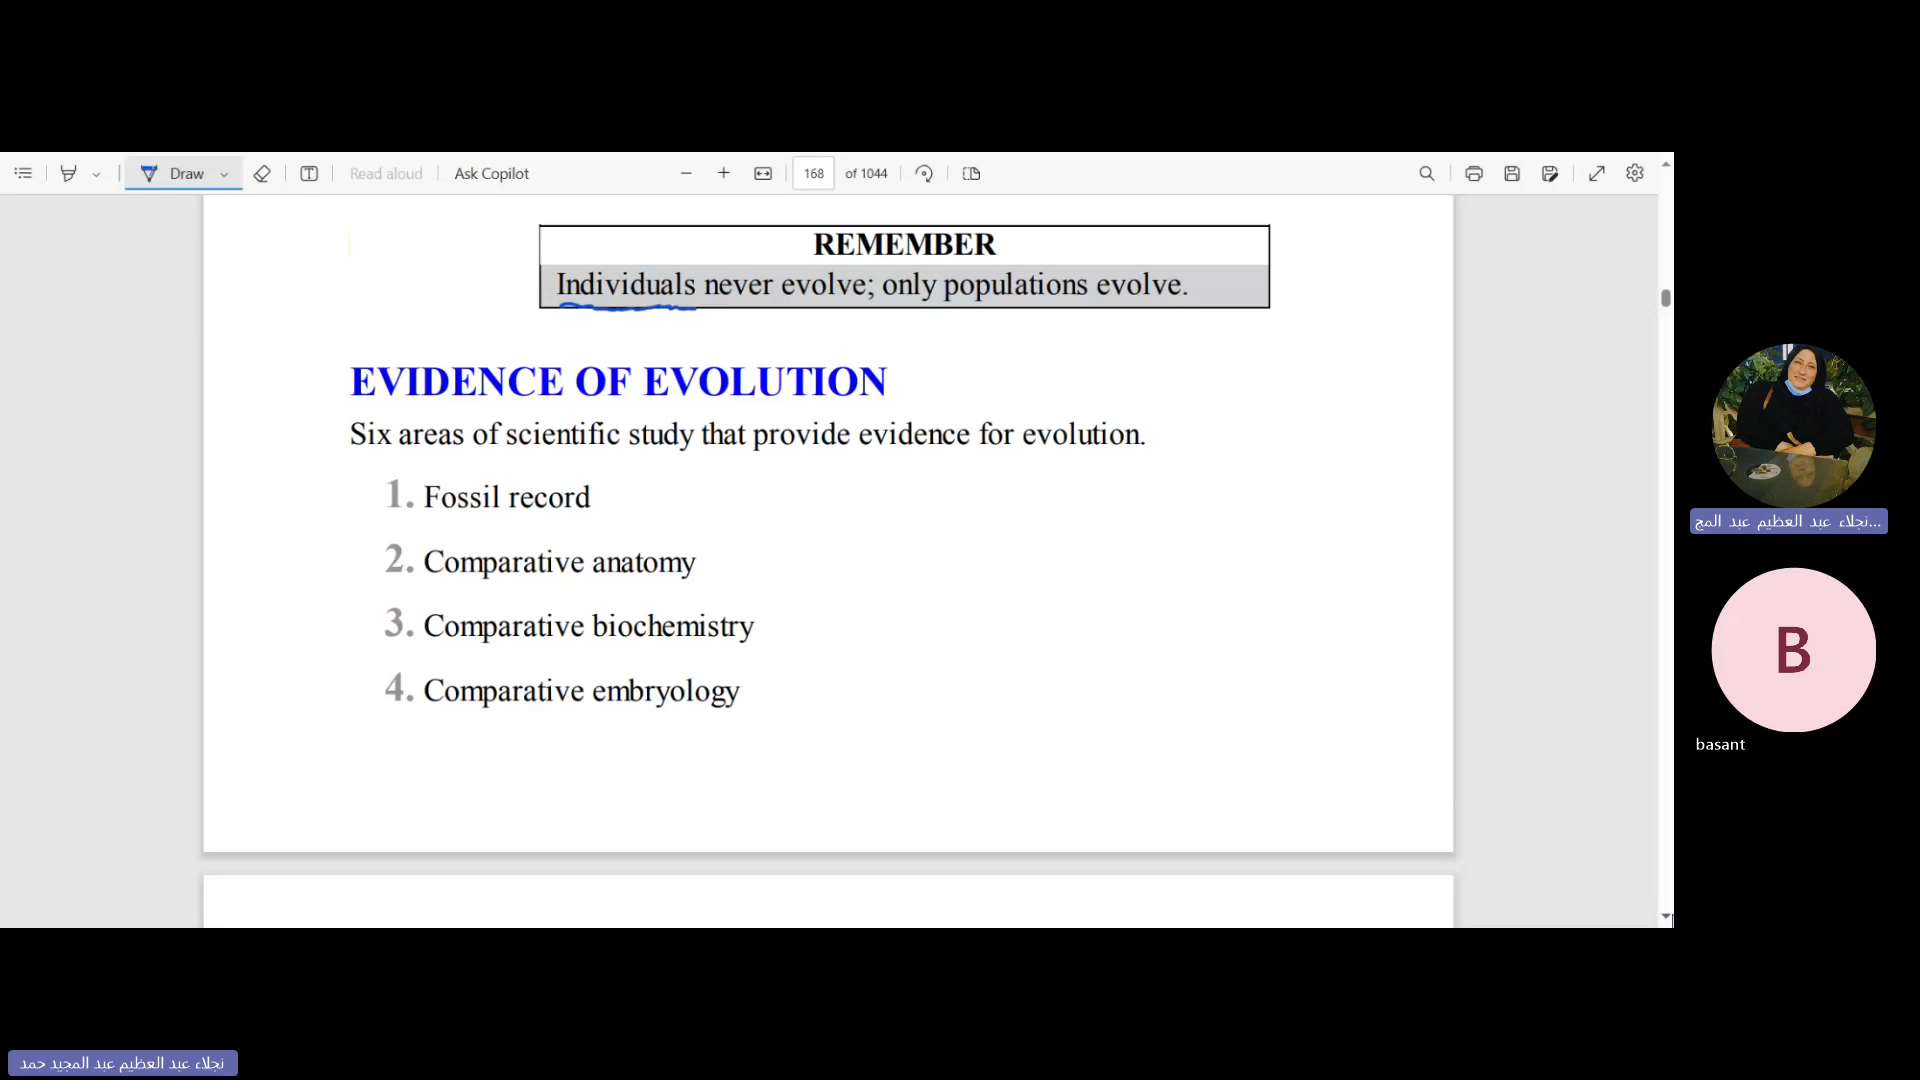 Draw
Read aloud
Ask Copilot
168 of 1044
REMEMBER
Individuals never evolve; only populations evolve.
EVIDENCE OF EVOLUTION
Six areas of scientific study that provide evidence for evolution.
1. Fossil record
2. Comparative anatomy
3. Comparative biochemistry
4. Comparative embryology
نجلاء عبد العظيم عبد المج...
B
basant
نجلاء عبد العظيم عبد المجيد حمد